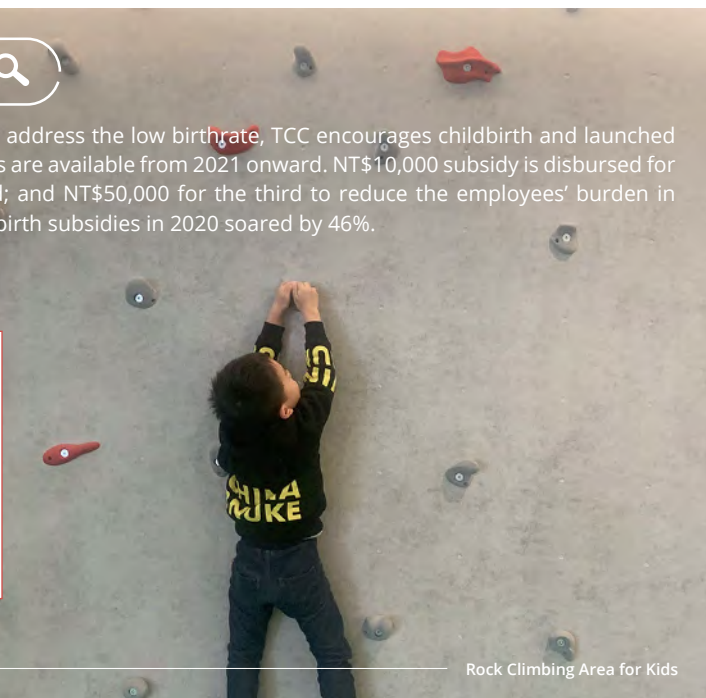 address the low birthrate, TCC encourages childbirth and launched
s are available from 2021 onward. NT$10,000 subsidy is disbursed for
; and NT$50,000 for the third to reduce the employees’ burden in
birth subsidies in 2020 soared by 46%.
Rock Climbing Area for Kids